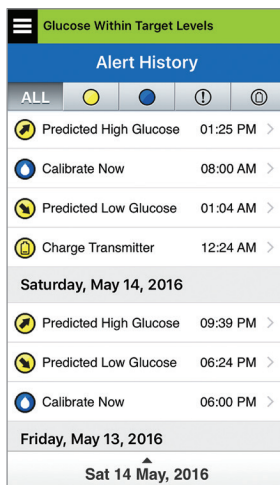 Glucose Within Target Levels
Alert History
ALL
Predicted High Glucose 01:25 PM
Calibrate Now 08:00 AM
Predicted Low Glucose 01:04 AM
Charge Transmitter 12:24 AM
Saturday, May 14, 2016
Predicted High Glucose 09:39 PM
Predicted Low Glucose 06:24 PM
Calibrate Now 06:00 PM
Friday, May 13, 2016
Sat 14 May, 2016